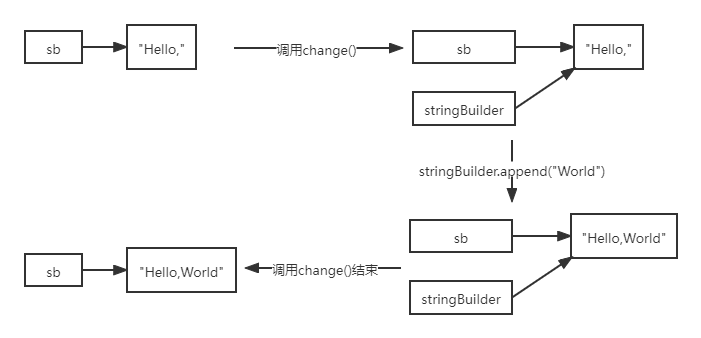 sb
"Hello,"
调用change()
sb
"Hello,"
stringBuilder
stringBuilder.append("World")
sb
"Hello,World"
stringBuilder
调用change()结束
sb
"Hello,World"